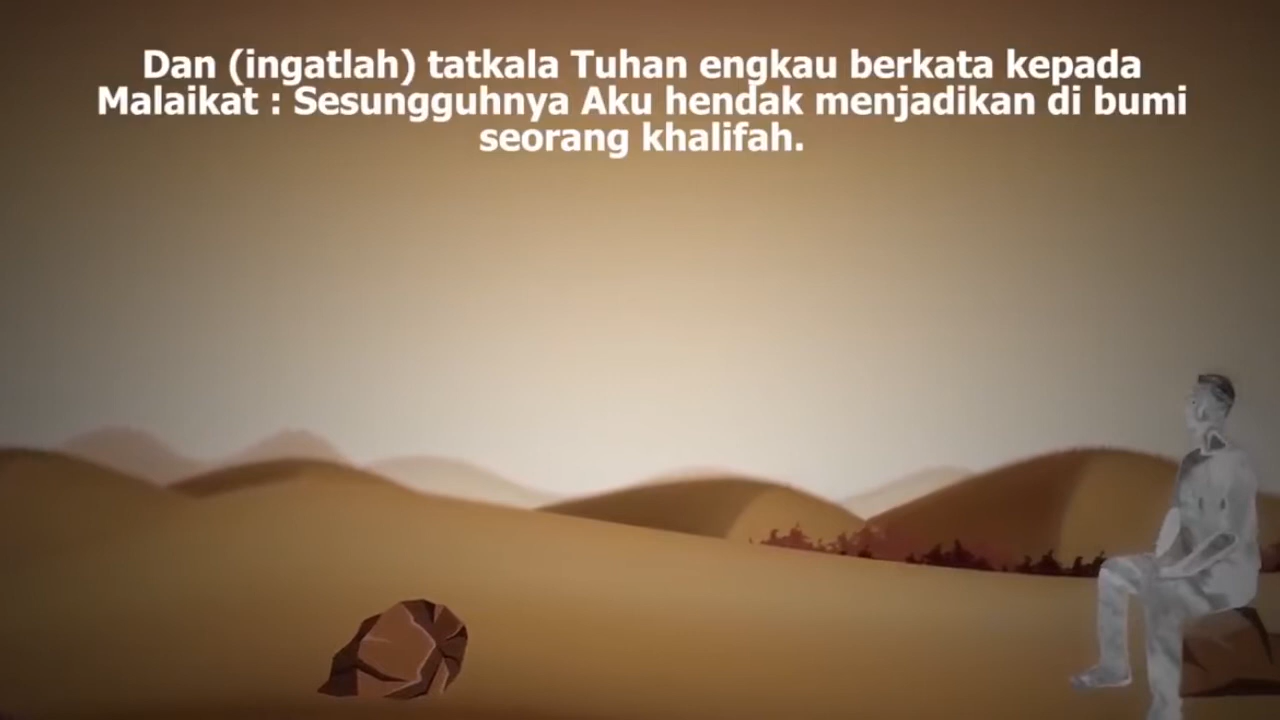 Dan (ingatlah) tatkala Tuhan engkau berkata kepada
Malaikat : Sesungguhnya Aku hendak menjadikan di bumi
seorang khalifah.